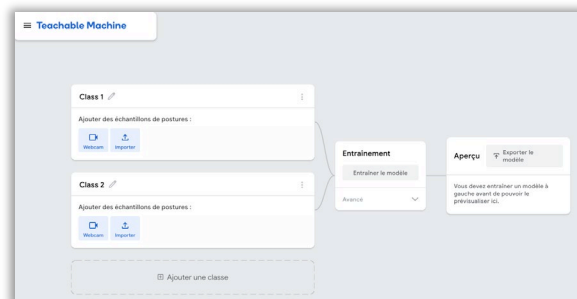 Teachable Machine
Class 1
Ajouter des échantillons de postures :
Webcam
Importer
Class 2
Ajouter des échantillons de postures :
Webcam
Importer
Ajouter une classe
Entraînement
Entraîner le modèle
Avancé
Aperçu
Exporter le
modèle
Vous devez entraîner un modèle à
gauche avant de pouvoir le
prévisualiser ici.